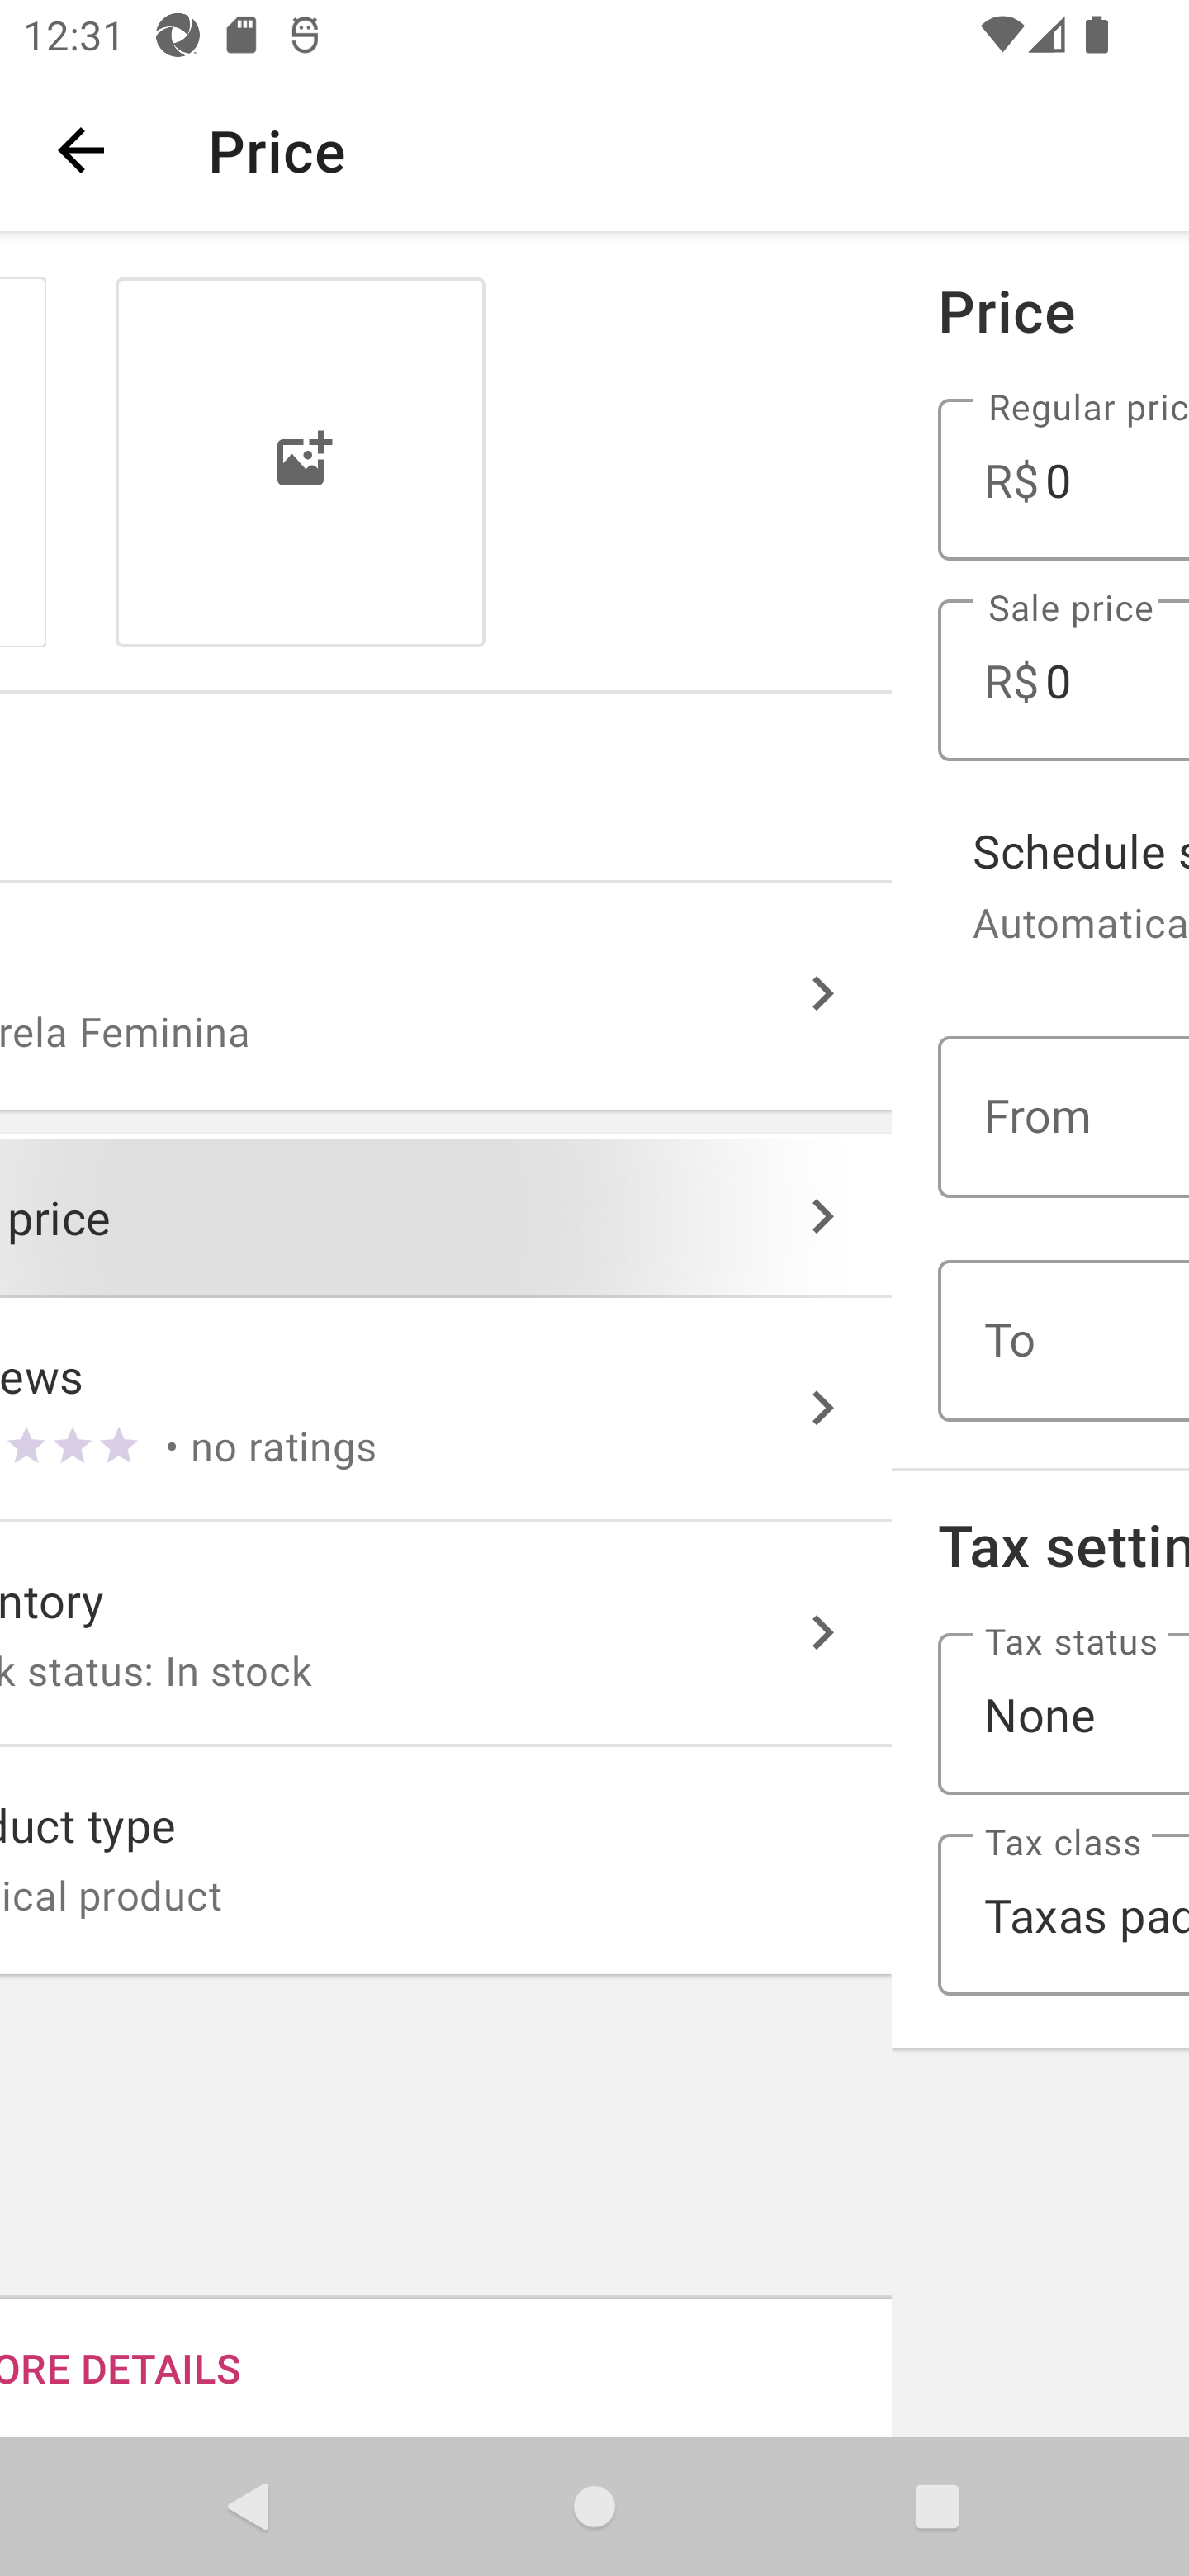 12:31
Price
Price
Regular pric
R$ 0
Sale price
R$ 0
Schedule s
Automatica
rela Feminina
From
price
To
ews
• no ratings
Tax settin
ntory
Tax status
k status: In stock
None
duct type
Tax class
ical product
Taxas pad
ORE DETAILS